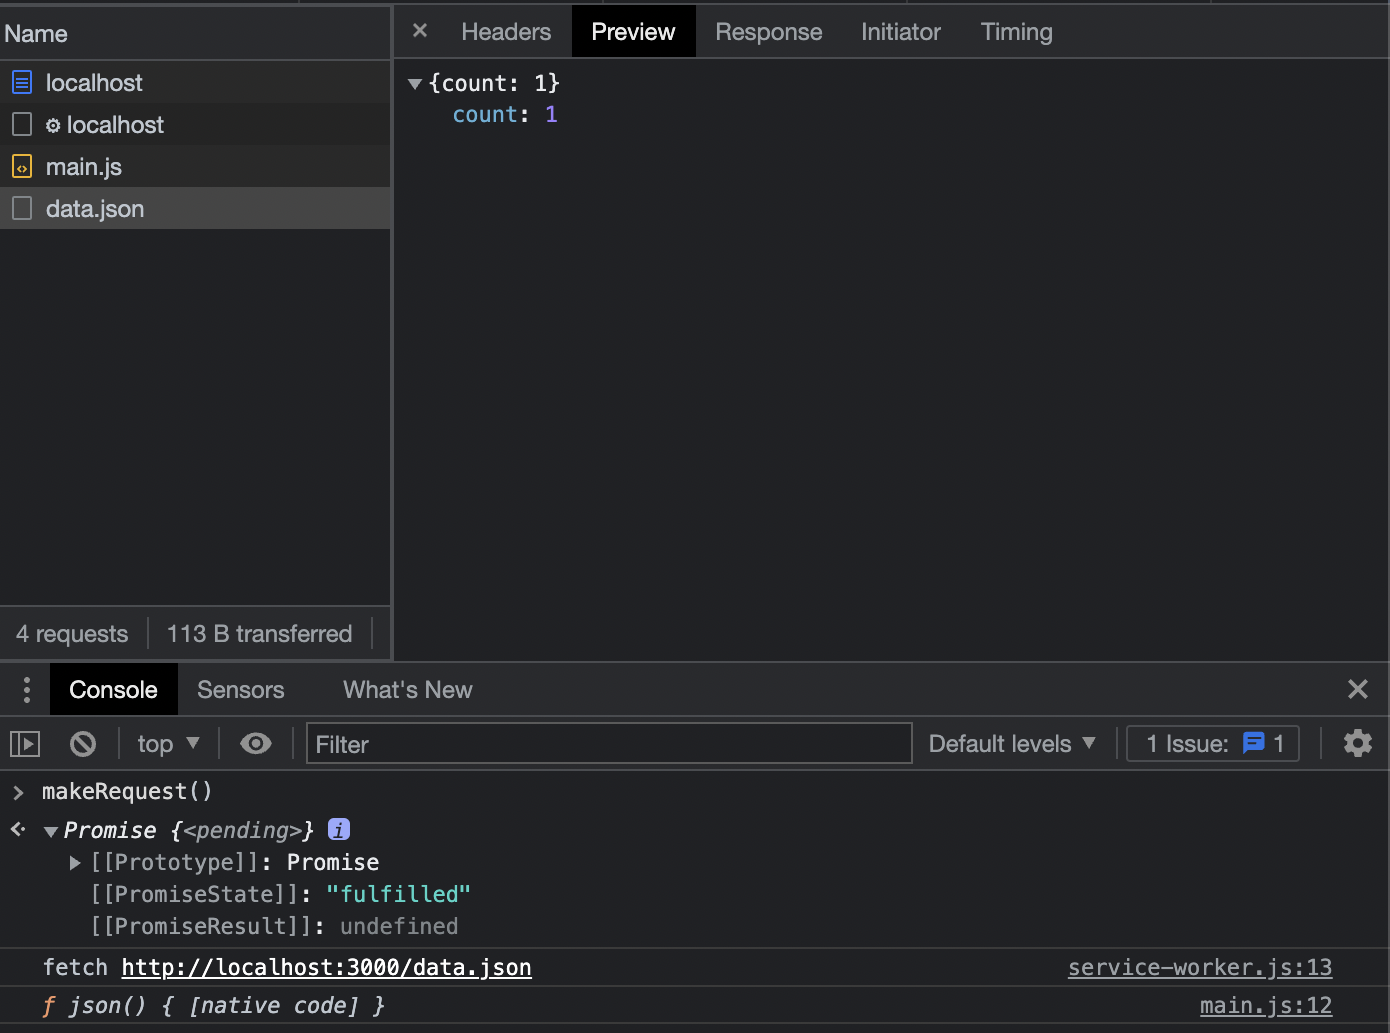 Name
localhost
localhost
main.js
data.json
4 requests 113 B transferred
× Headers Preview Response Initiator Timing
{count: 1}
count: 1
Console Sensors What's New
top Filter Default levels 1 Issue: 1
makeRequest()
Promise {<pending>} i
[[Prototype]]: Promise
[[PromiseState]]: "fulfilled"
[[PromiseResult]]: undefined
fetch http://localhost:3000/data.json service-worker.js:13
ƒ json() { [native code] } main.js:12